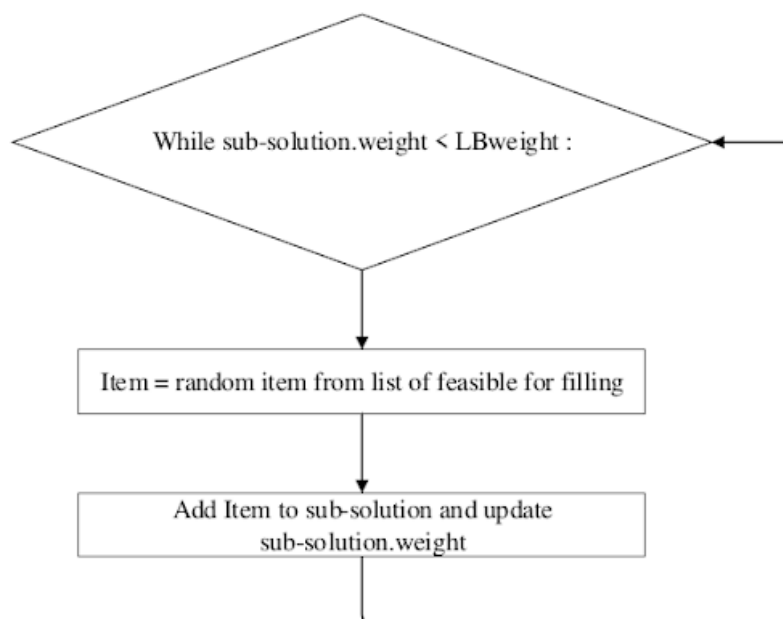 While sub-solution.weight < LBweight :
Item = random item from list of feasible for filling
Add Item to sub-solution and update
sub-solution.weight